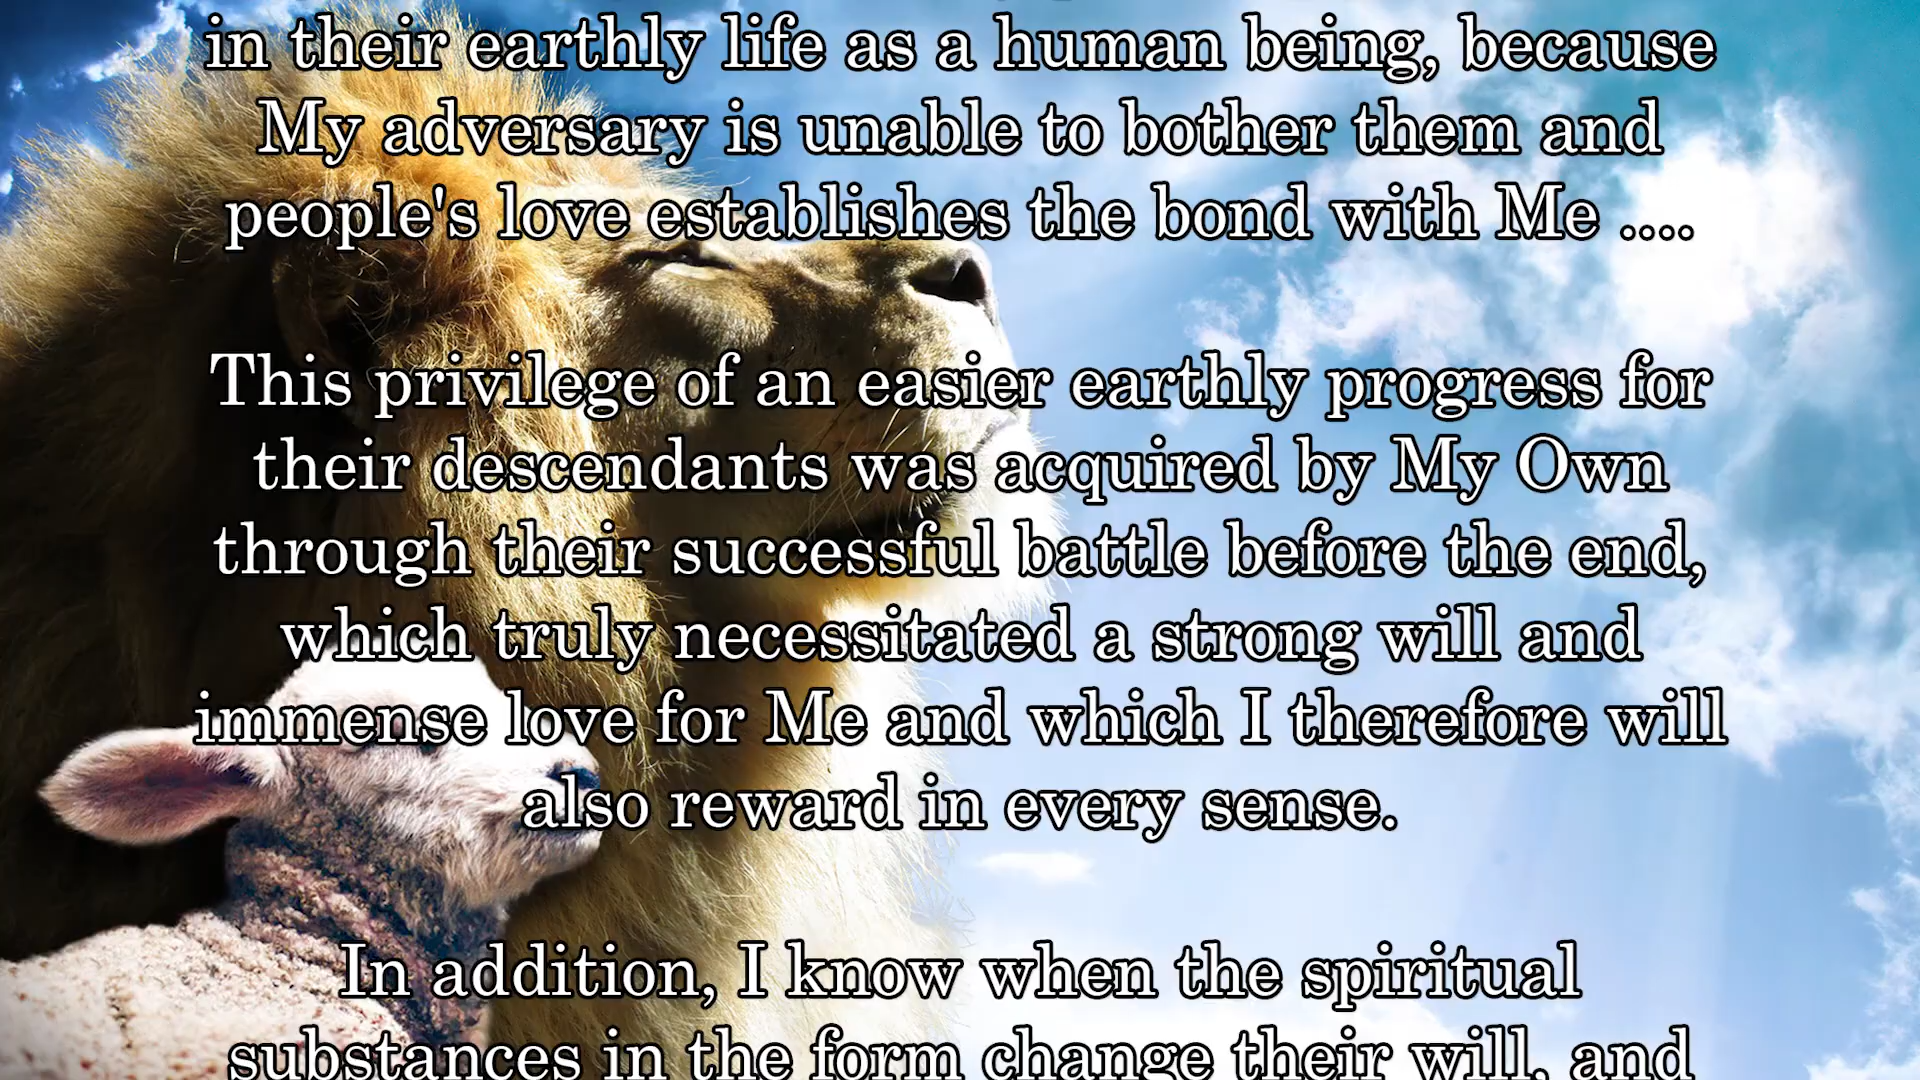 in their earthly life as a human being, because
My adversary is unable to bother them and
people's love establishes the bond with Me ....
This privilege of an easier earthly progress for
their descendants was acquired by My Own
through their successful battle before the end,
which truly necessitated a strong will and
immense love for Me and which I therefore will
also reward in every sense.
In addition, I know when the spiritual
substances in the form change their will, and